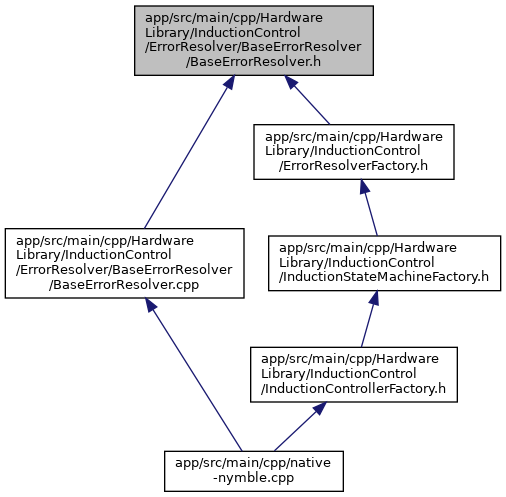 app/src/main/cpp/Hardware
Library/InductionControl
/ErrorResolver/BaseErrorResolver
/BaseErrorResolver.h
app/src/main/cpp/Hardware
Library/InductionControl
/ErrorResolverFactory.h
app/src/main/cpp/Hardware
Library/InductionControl
/ErrorResolver/BaseErrorResolver
/BaseErrorResolver.cpp
app/src/main/cpp/Hardware
Library/InductionControl
/InductionStateMachineFactory.h
app/src/main/cpp/Hardware
Library/InductionControl
/InductionControllerFactory.h
app/src/main/cpp/native
-nymble.cpp